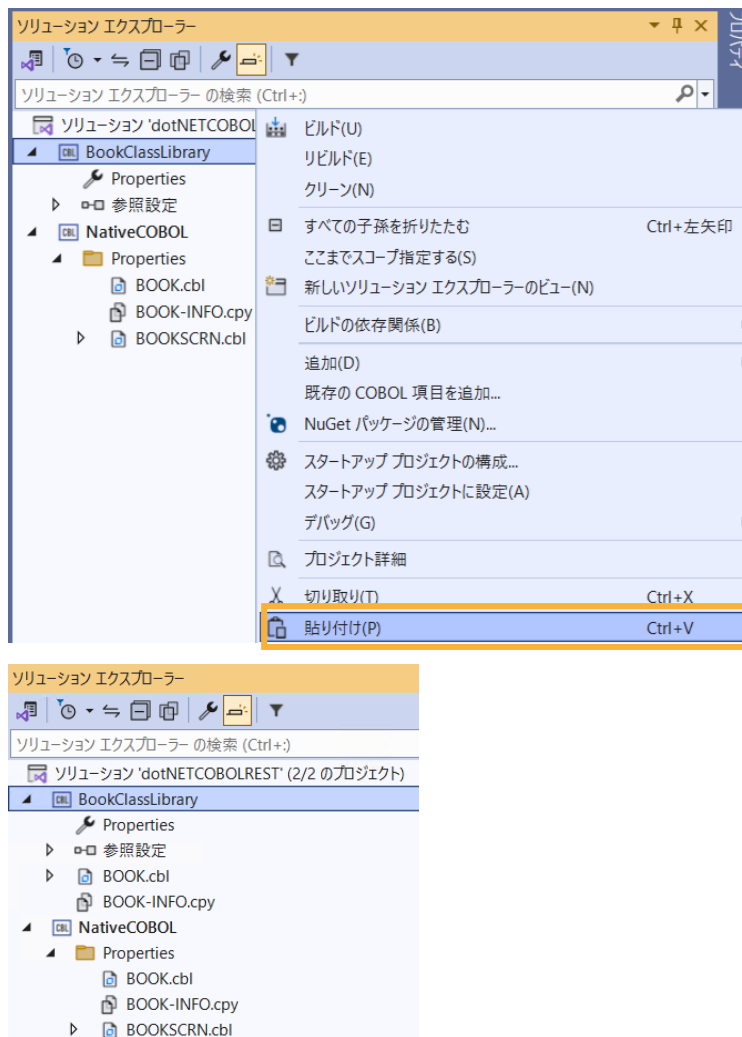 ソリューション エクスプローラー
プロパティ
ソリューション エクスプローラー の検索 (Ctrl+:)
ソリューション 'dotNETCOBOL
BookClassLibrary
Properties
参照設定
NativeCOBOL
Properties
BOOK.cbl
BOOK-INFO.cpy
BOOKSCRN.cbl
ビルド(U)
リビルド(E)
クリーン(N)
すべての子孫を折りたたむ Ctrl+左矢印
ここまでスコープ指定する(S)
新しいソリューション エクスプローラーのビュー(N)
ビルドの依存関係(B)
追加(D)
既存の COBOL 項目を追加...
NuGet パッケージの管理(N)...
スタートアップ プロジェクトの構成...
スタートアップ プロジェクトに設定(A)
デバッグ(G)
プロジェクト詳細
切り取り(T) Ctrl+X
貼り付け(P) Ctrl+V
ソリューション エクスプローラー
ソリューション エクスプローラー の検索 (Ctrl+:)
ソリューション 'dotNETCOBOLREST' (2/2 のプロジェクト)
CBL BookClassLibrary
Properties
参照設定
BOOK.cbl
BOOK-INFO.cpy
CBL NativeCOBOL
Properties
BOOK.cbl
BOOK-INFO.cpy
BOOKSCRN.cbl